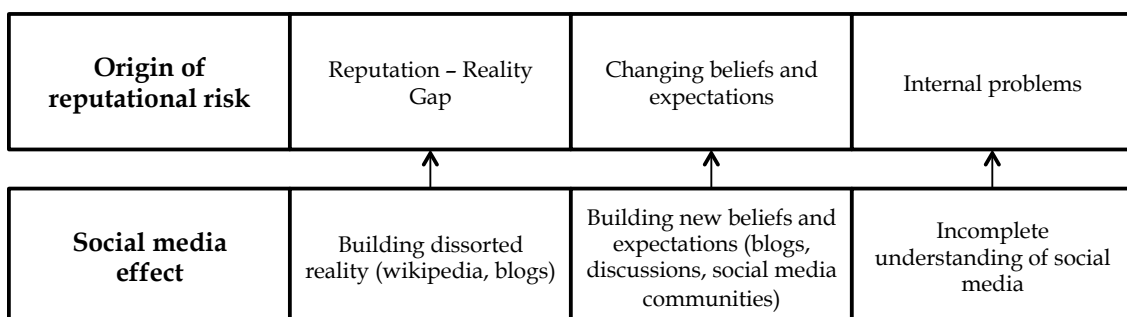 Origin of
reputational risk
Reputation – Reality
Gap
Changing beliefs and
expectations
Internal problems
Social media
effect
Building dissorted
reality (wikipedia, blogs)
Building new beliefs and
expectations (blogs,
discussions, social media
communities)
Incomplete
understanding of social
media